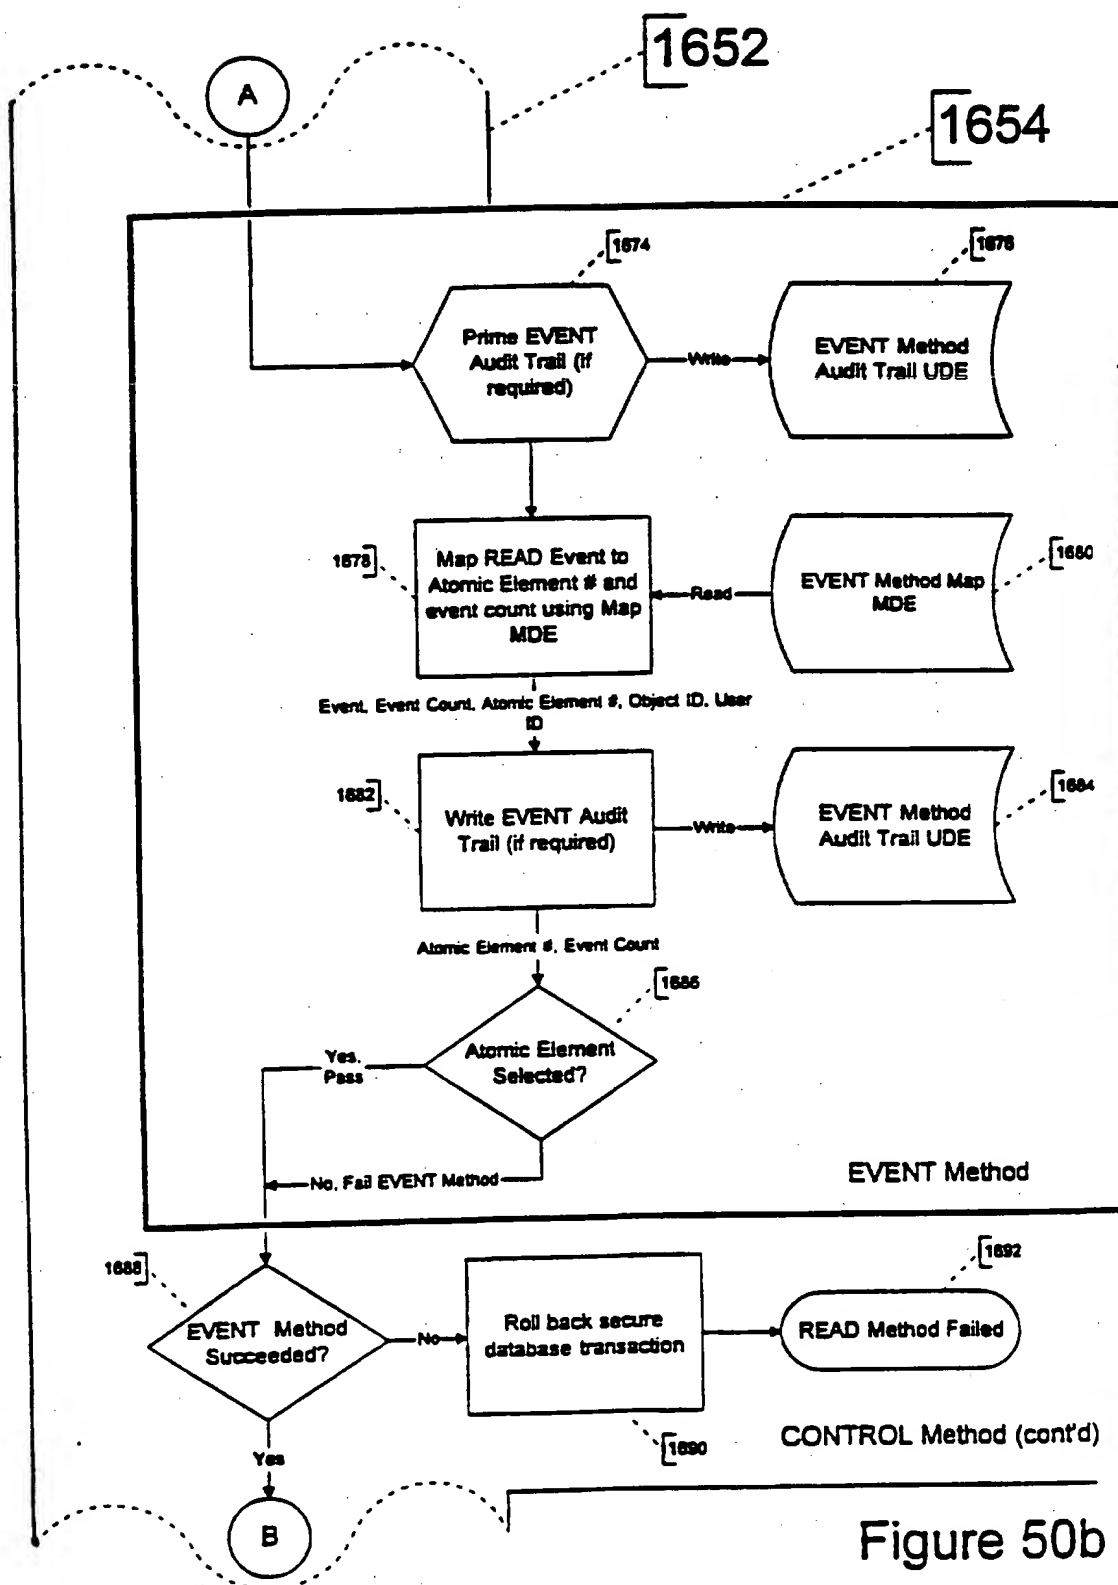 1652
A
1654
1674
1676
Prime EVENT
Audit Trail (if
required)
Write
EVENT Method
Audit Trail UDE
1678
Map READ Event to
Atomic Element # and
event count using Map
MDE
Read
EVENT Method Map
MDE
1680
Event, Event Count, Atomic Element #, Object ID, User
ID
1682
Write EVENT Audit
Trail (if required)
Write
EVENT Method
Audit Trail UDE
1684
Atomic Element #, Event Count
1686
Atomic Element
Selected?
Yes,
Pass
No, Fail EVENT Method
EVENT Method
1688
EVENT Method
Succeeded?
No
Roll back secure
database transaction
1690
READ Method Failed
1692
CONTROL Method (cont'd)
Yes
B
Figure 50b